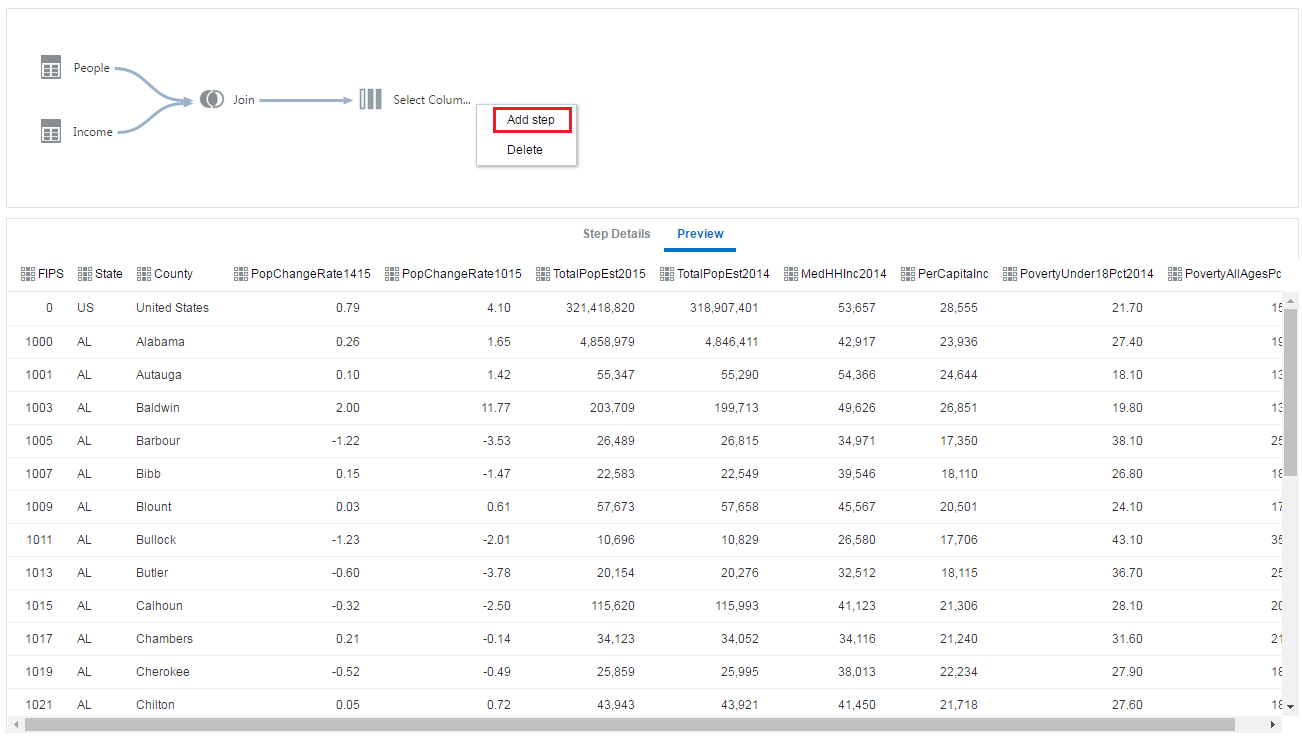 People
Income
Join
Select Colum...
Add step
Delete
Step Details Preview
FIPS State County PopChangeRate1415 PopChangeRate1015 TotalPopEst2015 TotalPopEst2014 MedHHInc2014 PerCapitaInc PovertyUnder18Pct2014 PovertyAllAgesPc
0 US United States 0.79 4.10 321,418,820 318,907,401 53,657 28,555 21.70 15
1000 AL Alabama 0.26 1.65 4,858,979 4,846,411 42,917 23,936 27.40 19
1001 AL Autauga 0.10 1.42 55,347 55,290 54,366 24,644 18.10 13
1003 AL Baldwin 2.00 11.77 203,709 199,713 49,626 26,851 19.80 13
1005 AL Barbour -1.22 -3.53 26,489 26,815 34,971 17,350 38.10 25
1007 AL Bibb 0.15 -1.47 22,583 22,549 39,546 18,110 26.80 18
1009 AL Blount 0.03 0.61 57,673 57,658 45,567 20,501 24.10 17
1011 AL Bullock -1.23 -2.01 10,696 10,829 26,580 17,706 43.10 35
1013 AL Butler -0.60 -3.78 20,154 20,276 32,512 18,115 36.70 25
1015 AL Calhoun -0.32 -2.50 115,620 115,993 41,123 21,306 28.10 20
1017 AL Chambers 0.21 -0.14 34,123 34,052 34,116 21,240 31.60 21
1019 AL Cherokee -0.52 -0.49 25,859 25,995 38,013 22,234 27.90 18
1021 AL Chilton 0.05 0.72 43,943 43,921 41,450 21,718 27.60 18